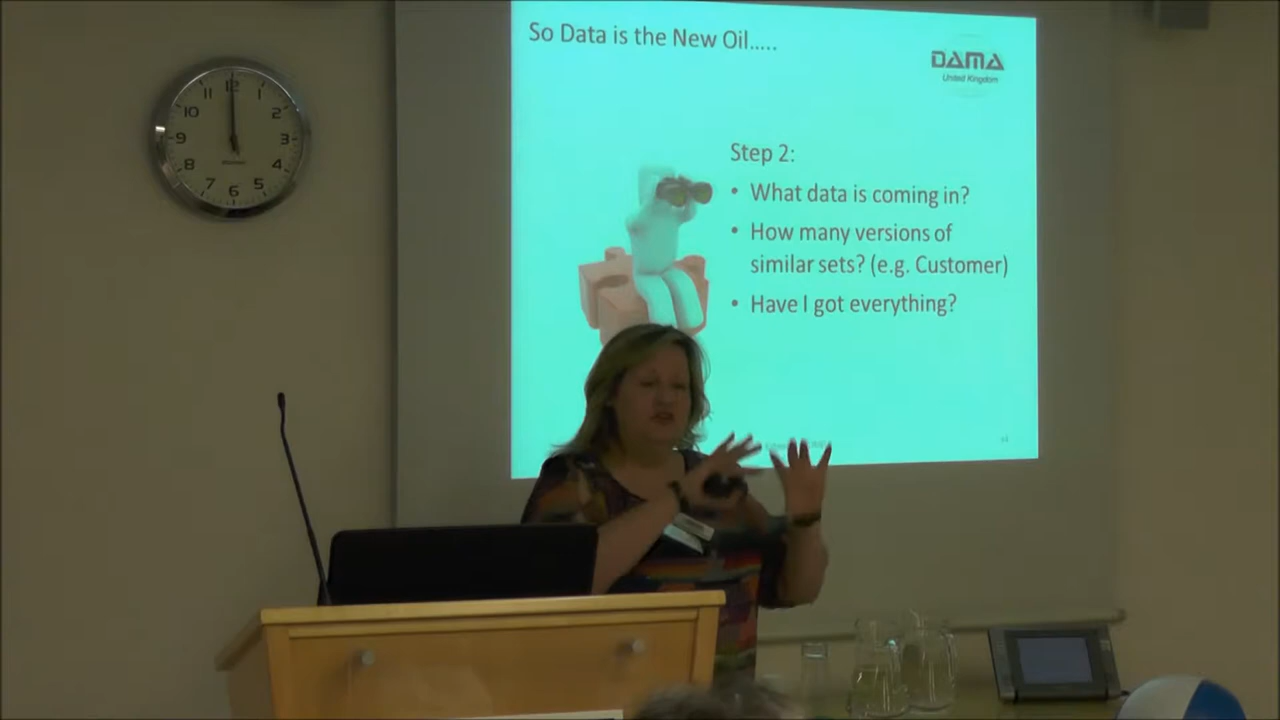 So Data is the New Oil.....
DAMA
United Kingdom
Step 2:
• What data is coming in?
• How many versions of
similar sets? (e.g. Customer)
• Have I got everything?
12
1
2
3
4
5
6
7
8
9
10
11